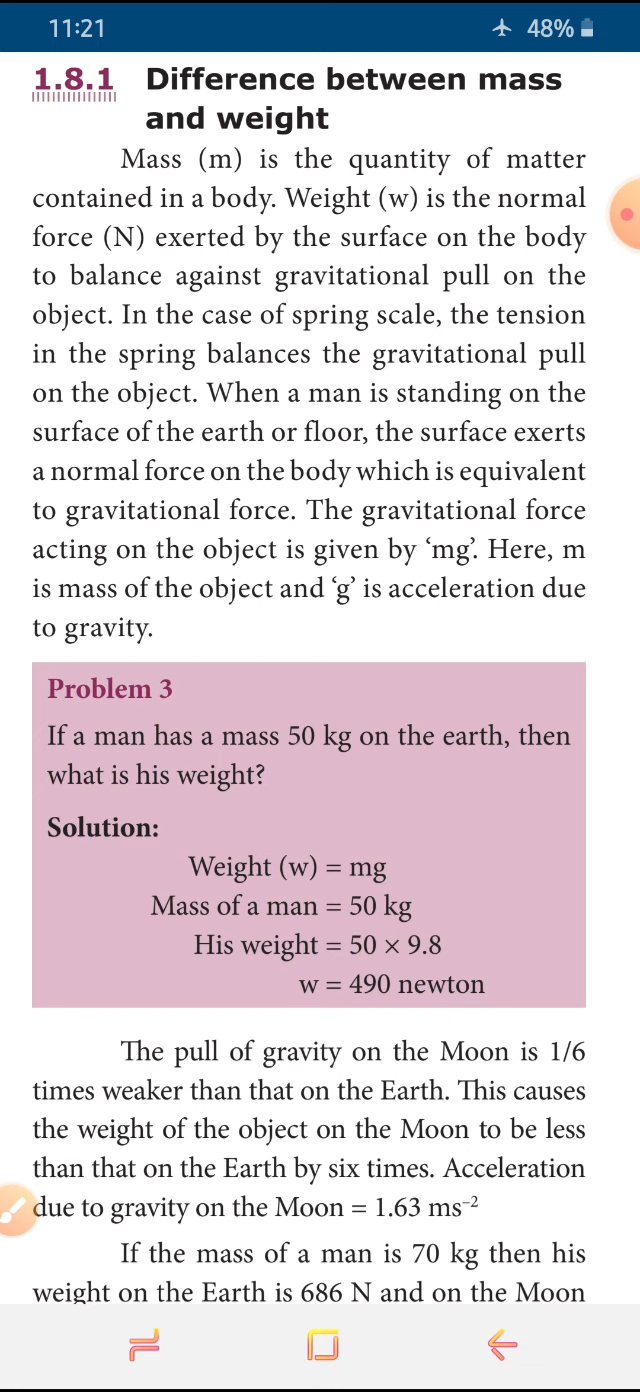 11:21
48%
1.8.1 Difference between mass
and weight
Mass (m) is the quantity of matter
contained in a body. Weight (w) is the normal
force (N) exerted by the surface on the body
to balance against gravitational pull on the
object. In the case of spring scale, the tension
in the spring balances the gravitational pull
on the object. When a man is standing on the
surface of the earth or floor, the surface exerts
a normal force on the body which is equivalent
to gravitational force. The gravitational force
acting on the object is given by ‘mg’. Here, m
is mass of the object and ‘g’ is acceleration due
to gravity.
Problem 3
If a man has a mass 50 kg on the earth, then
what is his weight?
Solution:
Weight (w) = mg
Mass of a man = 50 kg
His weight = 50 × 9.8
w = 490 newton
The pull of gravity on the Moon is 1/6
times weaker than that on the Earth. This causes
the weight of the object on the Moon to be less
than that on the Earth by six times. Acceleration
due to gravity on the Moon = 1.63 ms⁻²
If the mass of a man is 70 kg then his
weight on the Earth is 686 N and on the Moon